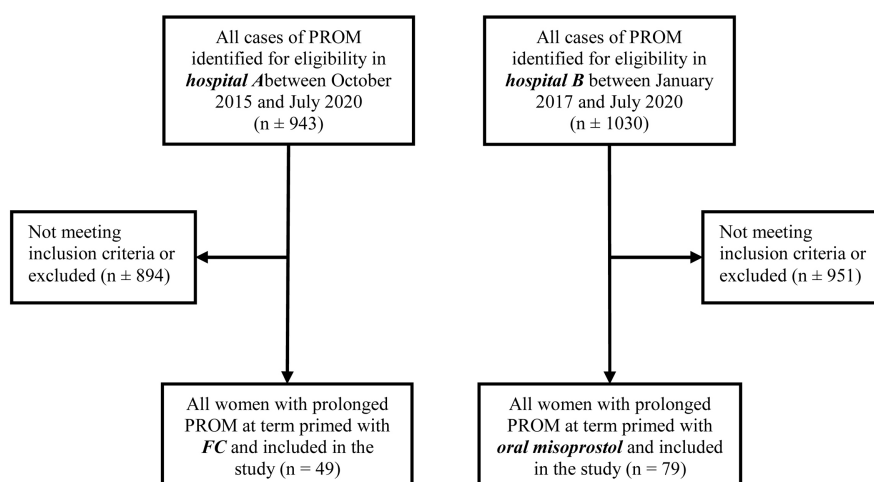 All cases of PROM
identified for eligibility in
hospital Abetween October
2015 and July 2020
(n ± 943)
All cases of PROM
identified for eligibility in
hospital B between January
2017 and July 2020
(n ± 1030)
Not meeting
inclusion criteria or
excluded (n ± 894)
Not meeting
inclusion criteria or
excluded (n ± 951)
All women with prolonged
PROM at term primed with
FC and included in the
study (n = 49)
All women with prolonged
PROM at term primed with
oral misoprostol and included
in the study (n = 79)